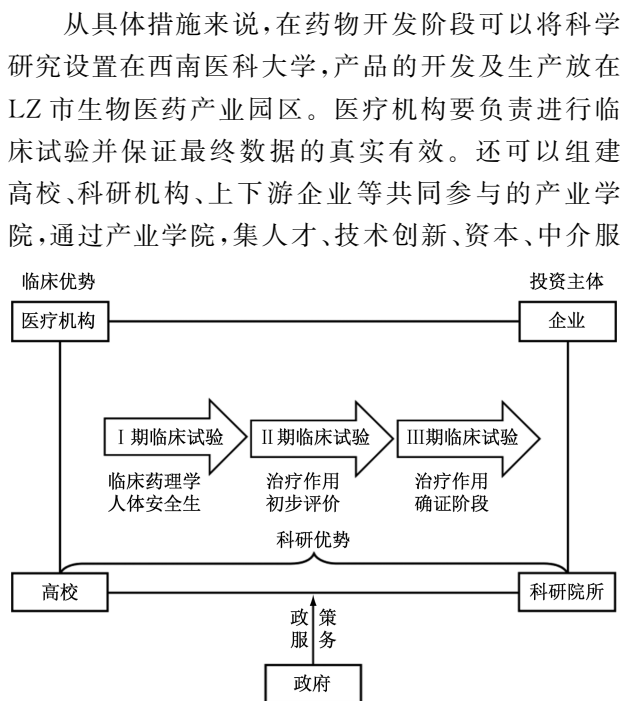 从具体措施来说,在药物开发阶段可以将科学
研究设置在西南医科大学,产品的开发及生产放在
LZ市生物医药产业园区。医疗机构要负责进行临
床试验并保证最终数据的真实有效。还可以组建
高校、科研机构、上下游企业等共同参与的产业学
院,通过产业学院,集人才、技术创新、资本、中介服
临床优势
投资主体
医疗机构
企业
Ⅰ期临床试验
Ⅱ期临床试验
Ⅲ期临床试验
临床药理学
人体安全生
治疗作用
初步评价
治疗作用
确证阶段
科研优势
高校
科研院所
政策
服务
政府